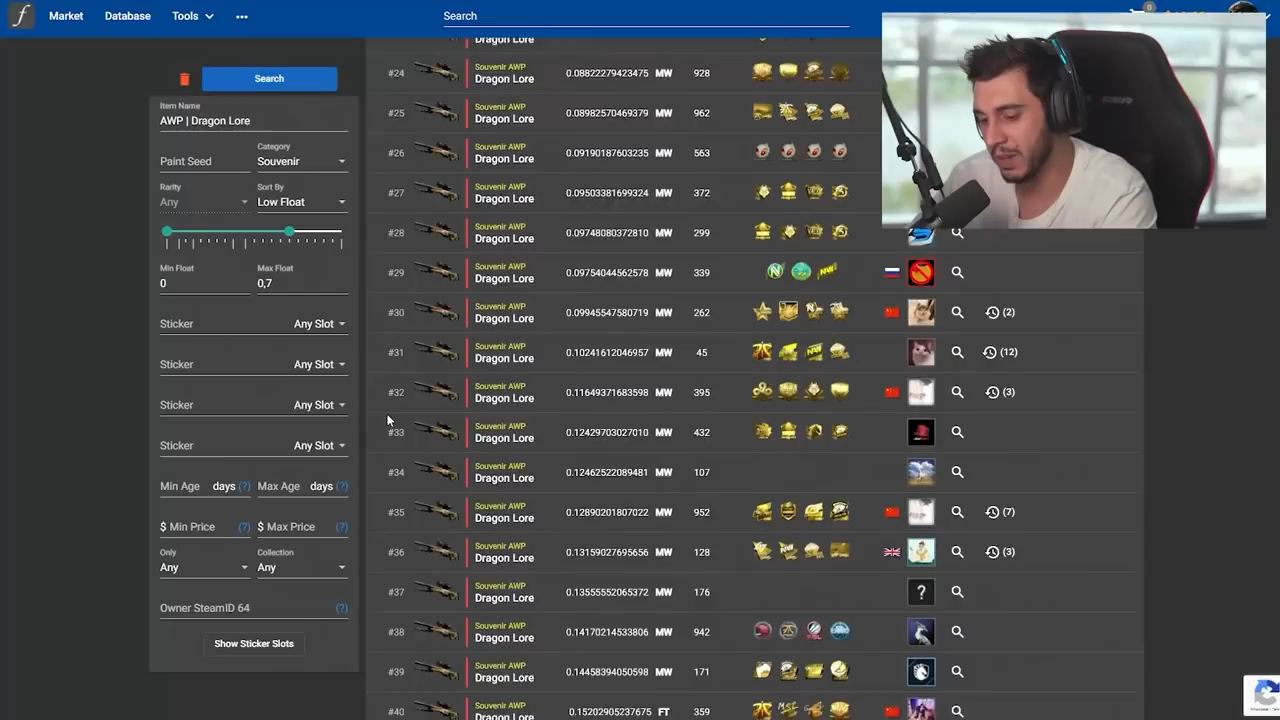 f Market Database Tools ••• Search 0
Search
Item Name
AWP | Dragon Lore
Paint Seed
Category
Souvenir
Rarity
Any
Sort By
Low Float
Min Float
0
Max Float
0,7
Sticker Any Slot
Sticker Any Slot
Sticker Any Slot
Sticker Any Slot
Min Age days (?) Max Age days (?)
$ Min Price (?) $ Max Price (?)
Only
Any
Collection
Any
Owner SteamID 64 (?)
Show Sticker Slots
Dragon Lore
Souvenir AWP
#24 Dragon Lore 0.08822279423475 MW 928
Souvenir AWP
#25 Dragon Lore 0.08982570469379 MW 962
Souvenir AWP
#26 Dragon Lore 0.09190187603235 MW 563
Souvenir AWP
#27 Dragon Lore 0.09503381699324 MW 372
Souvenir AWP
#28 Dragon Lore 0.09748080372810 MW 299
Souvenir AWP
#29 Dragon Lore 0.09754044562578 MW 339
Souvenir AWP
#30 Dragon Lore 0.09945547580719 MW 262 (2)
Souvenir AWP
#31 Dragon Lore 0.10241612046957 MW 45 (12)
Souvenir AWP
#32 Dragon Lore 0.11649371683598 MW 395 (3)
Souvenir AWP
#33 Dragon Lore 0.12429703027010 MW 432
Souvenir AWP
#34 Dragon Lore 0.12462522089481 MW 107
Souvenir AWP
#35 Dragon Lore 0.12890201807022 MW 952 (7)
Souvenir AWP
#36 Dragon Lore 0.13159027695656 MW 128 (3)
Souvenir AWP
#37 Dragon Lore 0.13555552065372 MW 176 ?
Souvenir AWP
#38 Dragon Lore 0.14170214533806 MW 942
Souvenir AWP
#39 Dragon Lore 0.14458394050598 MW 171
Souvenir AWP
#40 Dragon Lore FT 359